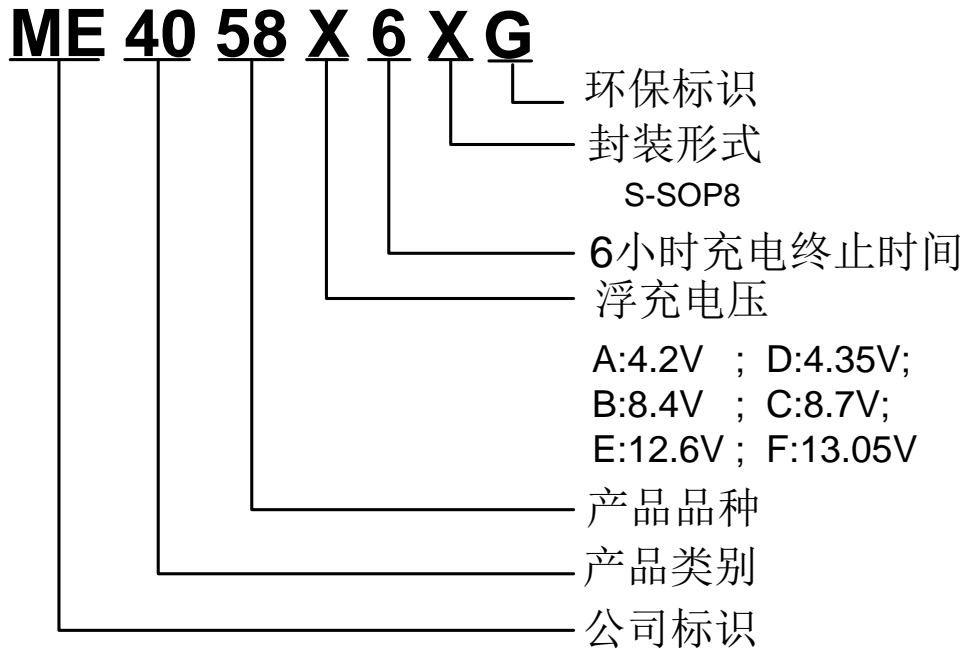 ME 40 58 X 6 X G
环保标识
封装形式
S-SOP8
6小时充电终止时间
浮充电压
A:4.2V ; D:4.35V;
B:8.4V ; C:8.7V;
E:12.6V ; F:13.05V
产品品种
产品类别
公司标识